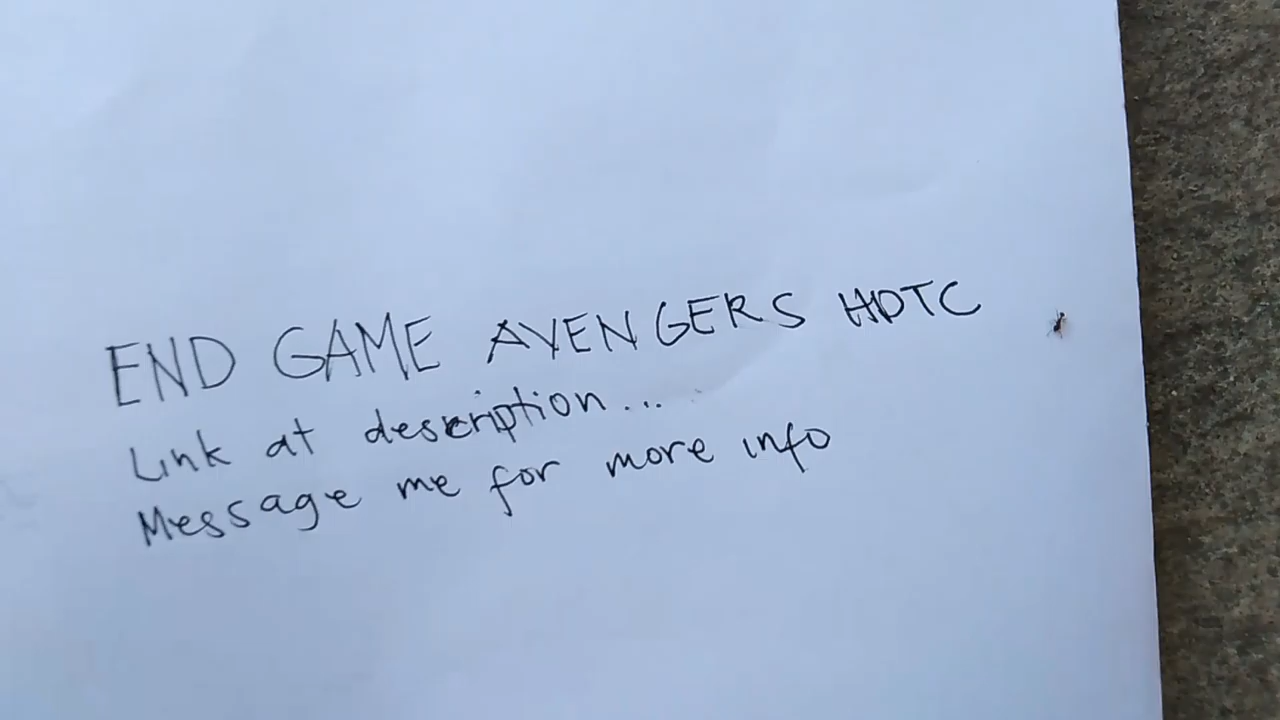 END GAME AVENGERS HDTC
Link at description...
Message me for more info